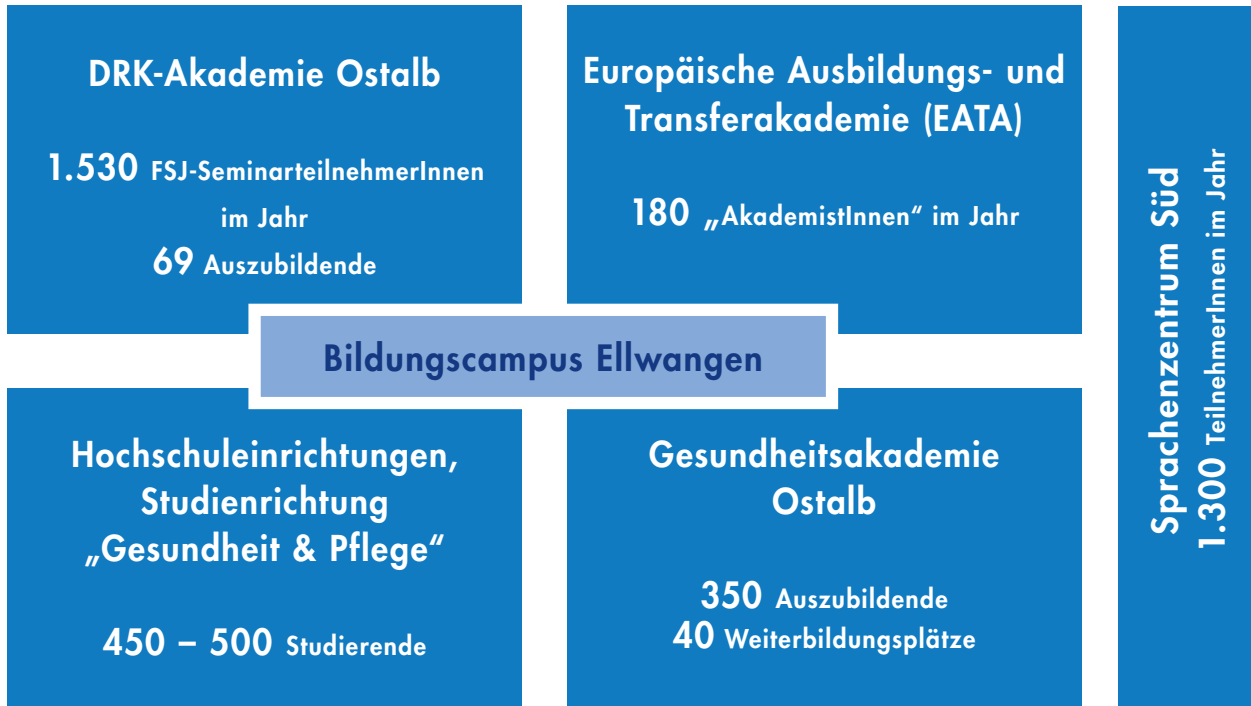 DRK-Akademie Ostalb
1.530 FSJ-SeminarteilnehmerInnen
im Jahr
69 Auszubildende
Europäische Ausbildungs- und
Transferakademie (EATA)
180 „AkademistInnen“ im Jahr
Bildungscampus Ellwangen
Hochschuleinrichtungen,
Studienrichtung
„Gesundheit & Pflege“
450 – 500 Studierende
Gesundheitsakademie
Ostalb
350 Auszubildende
40 Weiterbildungsplätze
Sprachenzentrum Süd
1.300 TeilnehmerInnen im Jahr